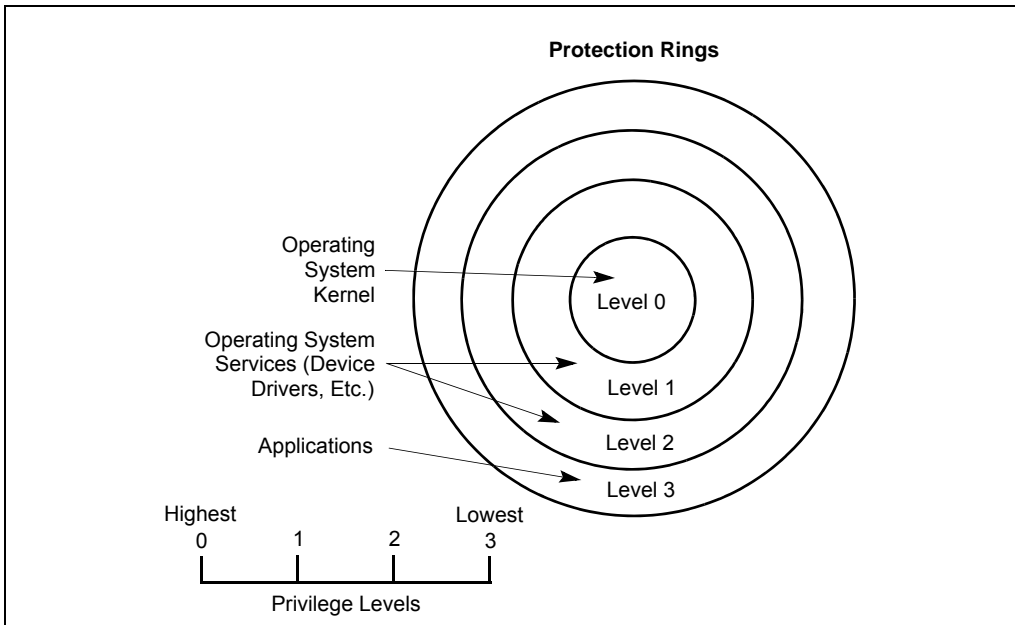 Protection Rings
Operating
System
Kernel
Level 0
Operating System
Services (Device
Drivers, Etc.)
Level 1
Level 2
Applications
Level 3
Highest
Lowest
0
1
2
3
Privilege Levels